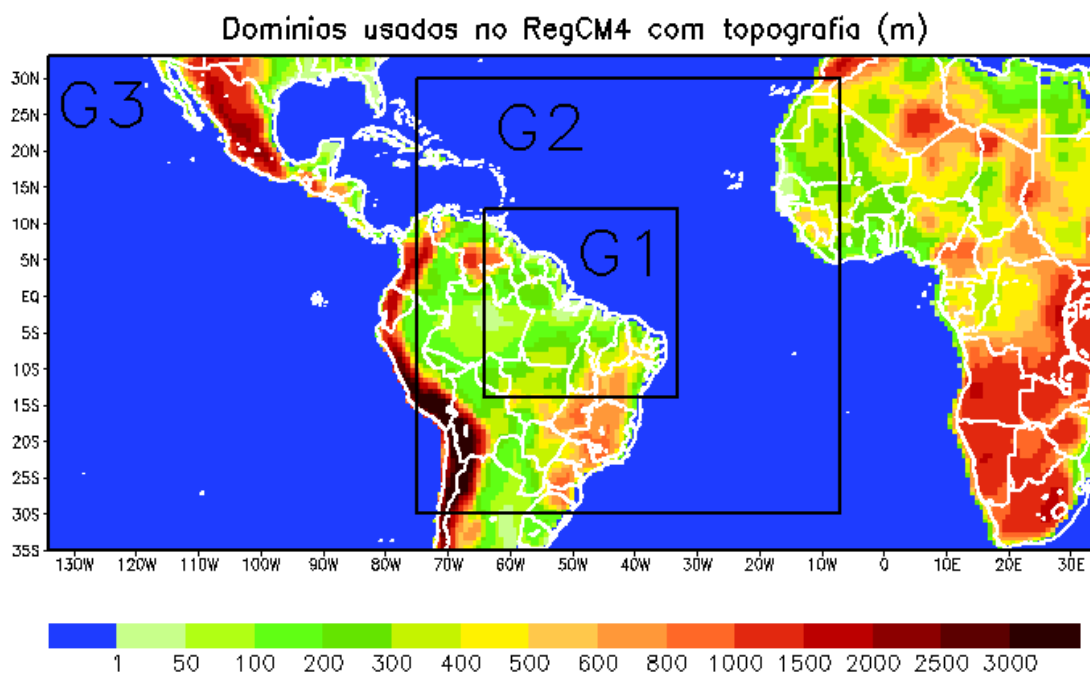 Dominios usados no RegCM4 com topografia (m)
G3
G2
G1
30N
25N
20N
15N
10N
5N
EQ
5S
10S
15S
20S
25S
30S
35S
130W 120W 110W 100W 90W 80W 70W 60W 50W 40W 30W 20W 10W 0 10E 20E 30E
1 50 100 200 300 400 500 600 800 1000 1500 2000 2500 3000